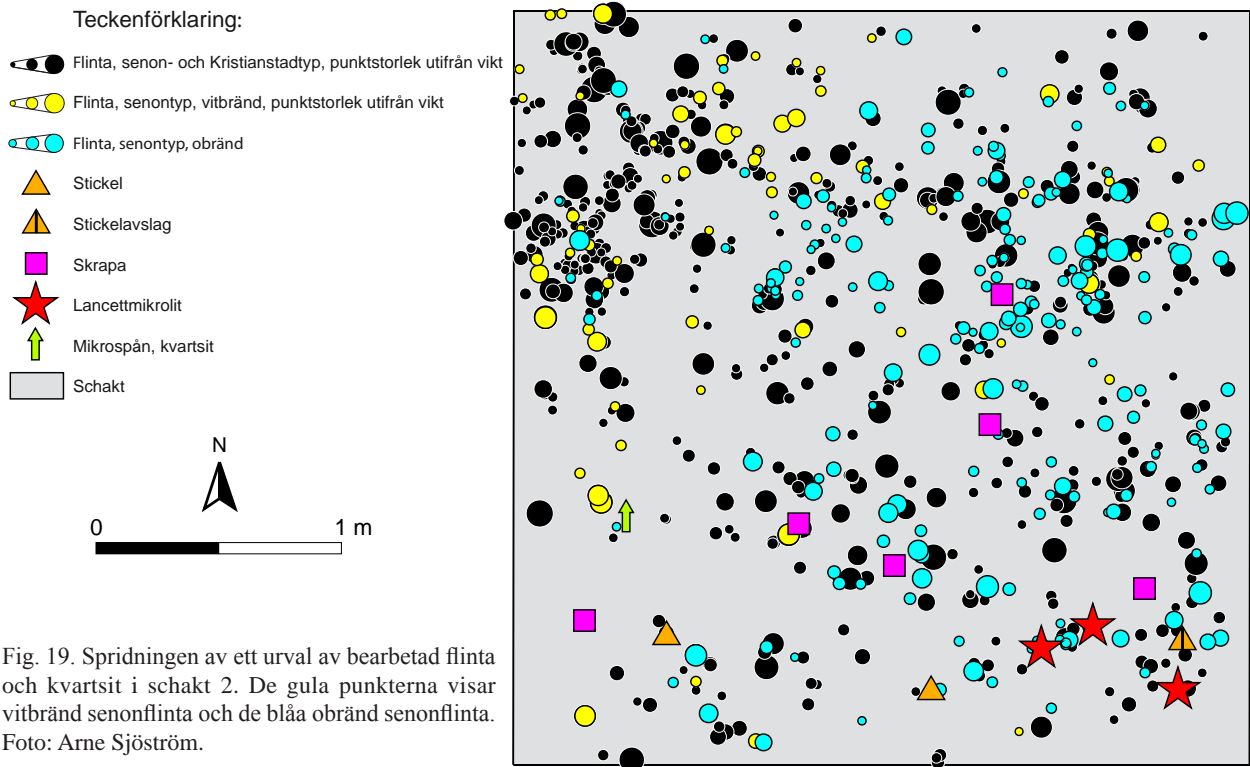 Teckenförklaring:
Flinta, senon- och Kristianstadtyp, punktstorlek utifrån vikt
Flinta, senontyp, vitbränd, punktstorlek utifrån vikt
Flinta, senontyp, obränd
Stickel
Stickelavslag
Skrapa
Lancettmikrolit
Mikrospån, kvartsit
Schakt
N
0 1 m
Fig. 19. Spridningen av ett urval av bearbetad flinta
och kvartsit i schakt 2. De gula punkterna visar
vitbränd senonflinta och de blåa obränd senonflinta.
Foto: Arne Sjöström.